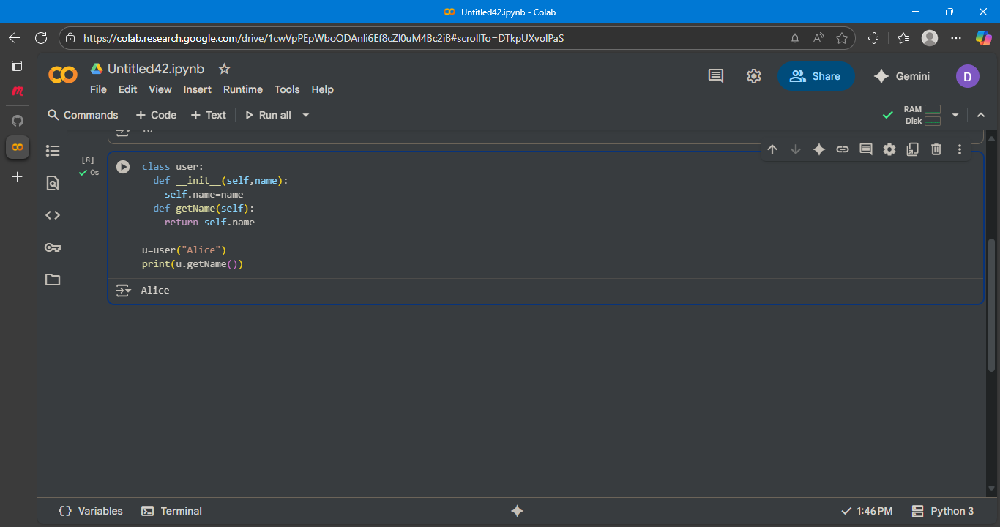 Untitled42.ipynb - Colab
https://colab.research.google.com/drive/1cwVpPEpWboODAnli6Ef8cZl0uM4Bc2iB#scrollTo=DTkpUXvolPaS
Untitled42.ipynb
File Edit View Insert Runtime Tools Help
Share
Gemini
D
Commands + Code + Text Run all
RAM
Disk
[8]
0s
class user:
  def __init__(self,name):
    self.name=name
  def getName(self):
    return self.name
u=user("Alice")
print(u.getName())
Alice
Variables Terminal
1:46 PM Python 3